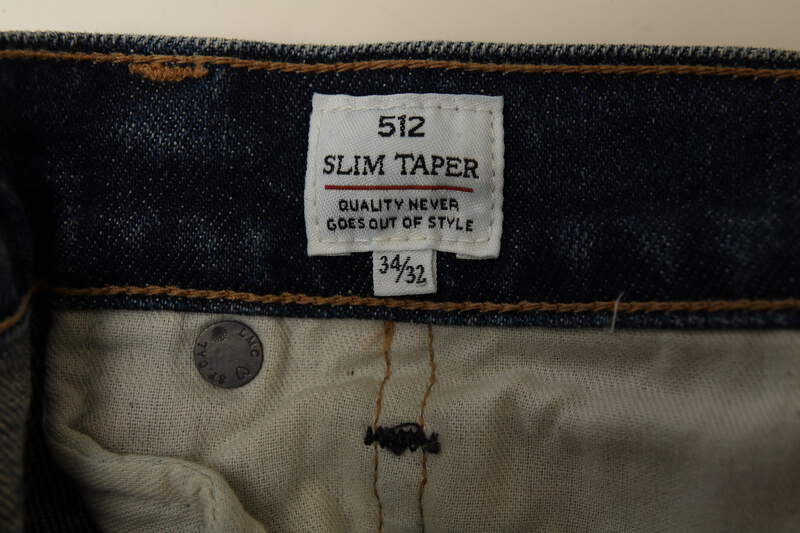 512
SLIM TAPER
QUALITY NEVER
GOES OUT OF STYLE
34/32